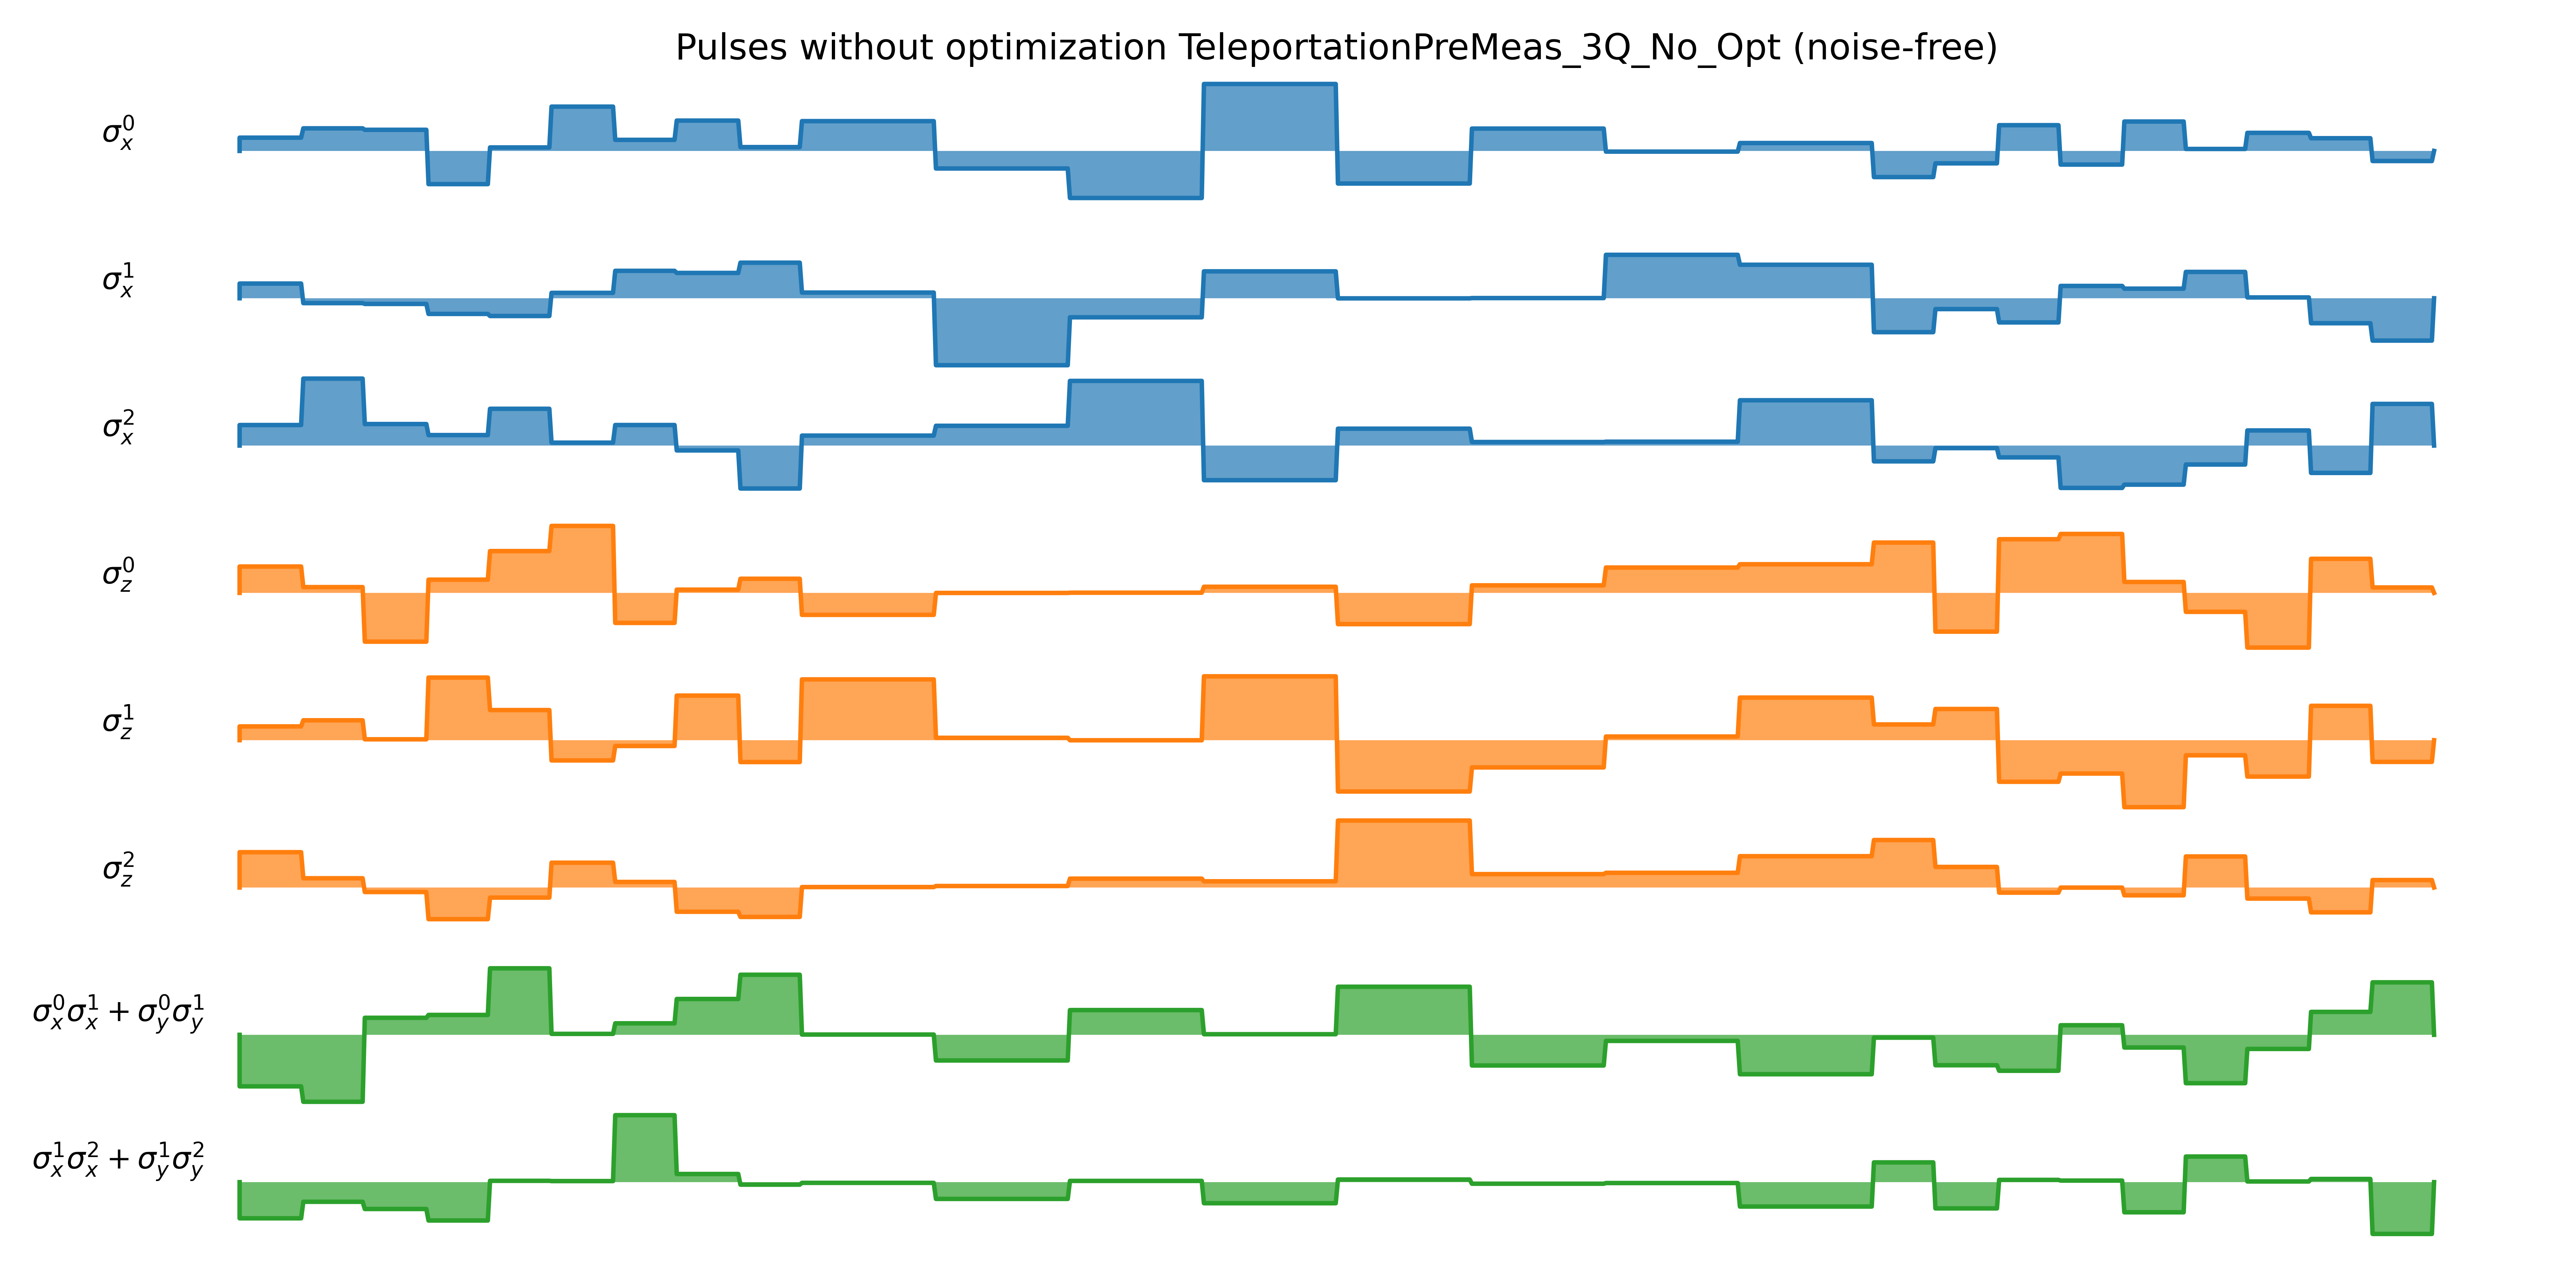 Pulses without optimization TeleportationPreMeas_3Q_No_Opt (noise-free)
σ_x^0
σ_x^1
σ_x^2
σ_z^0
σ_z^1
σ_z^2
σ_x^0σ_x^1 + σ_y^0σ_y^1
σ_x^1σ_x^2 + σ_y^1σ_y^2